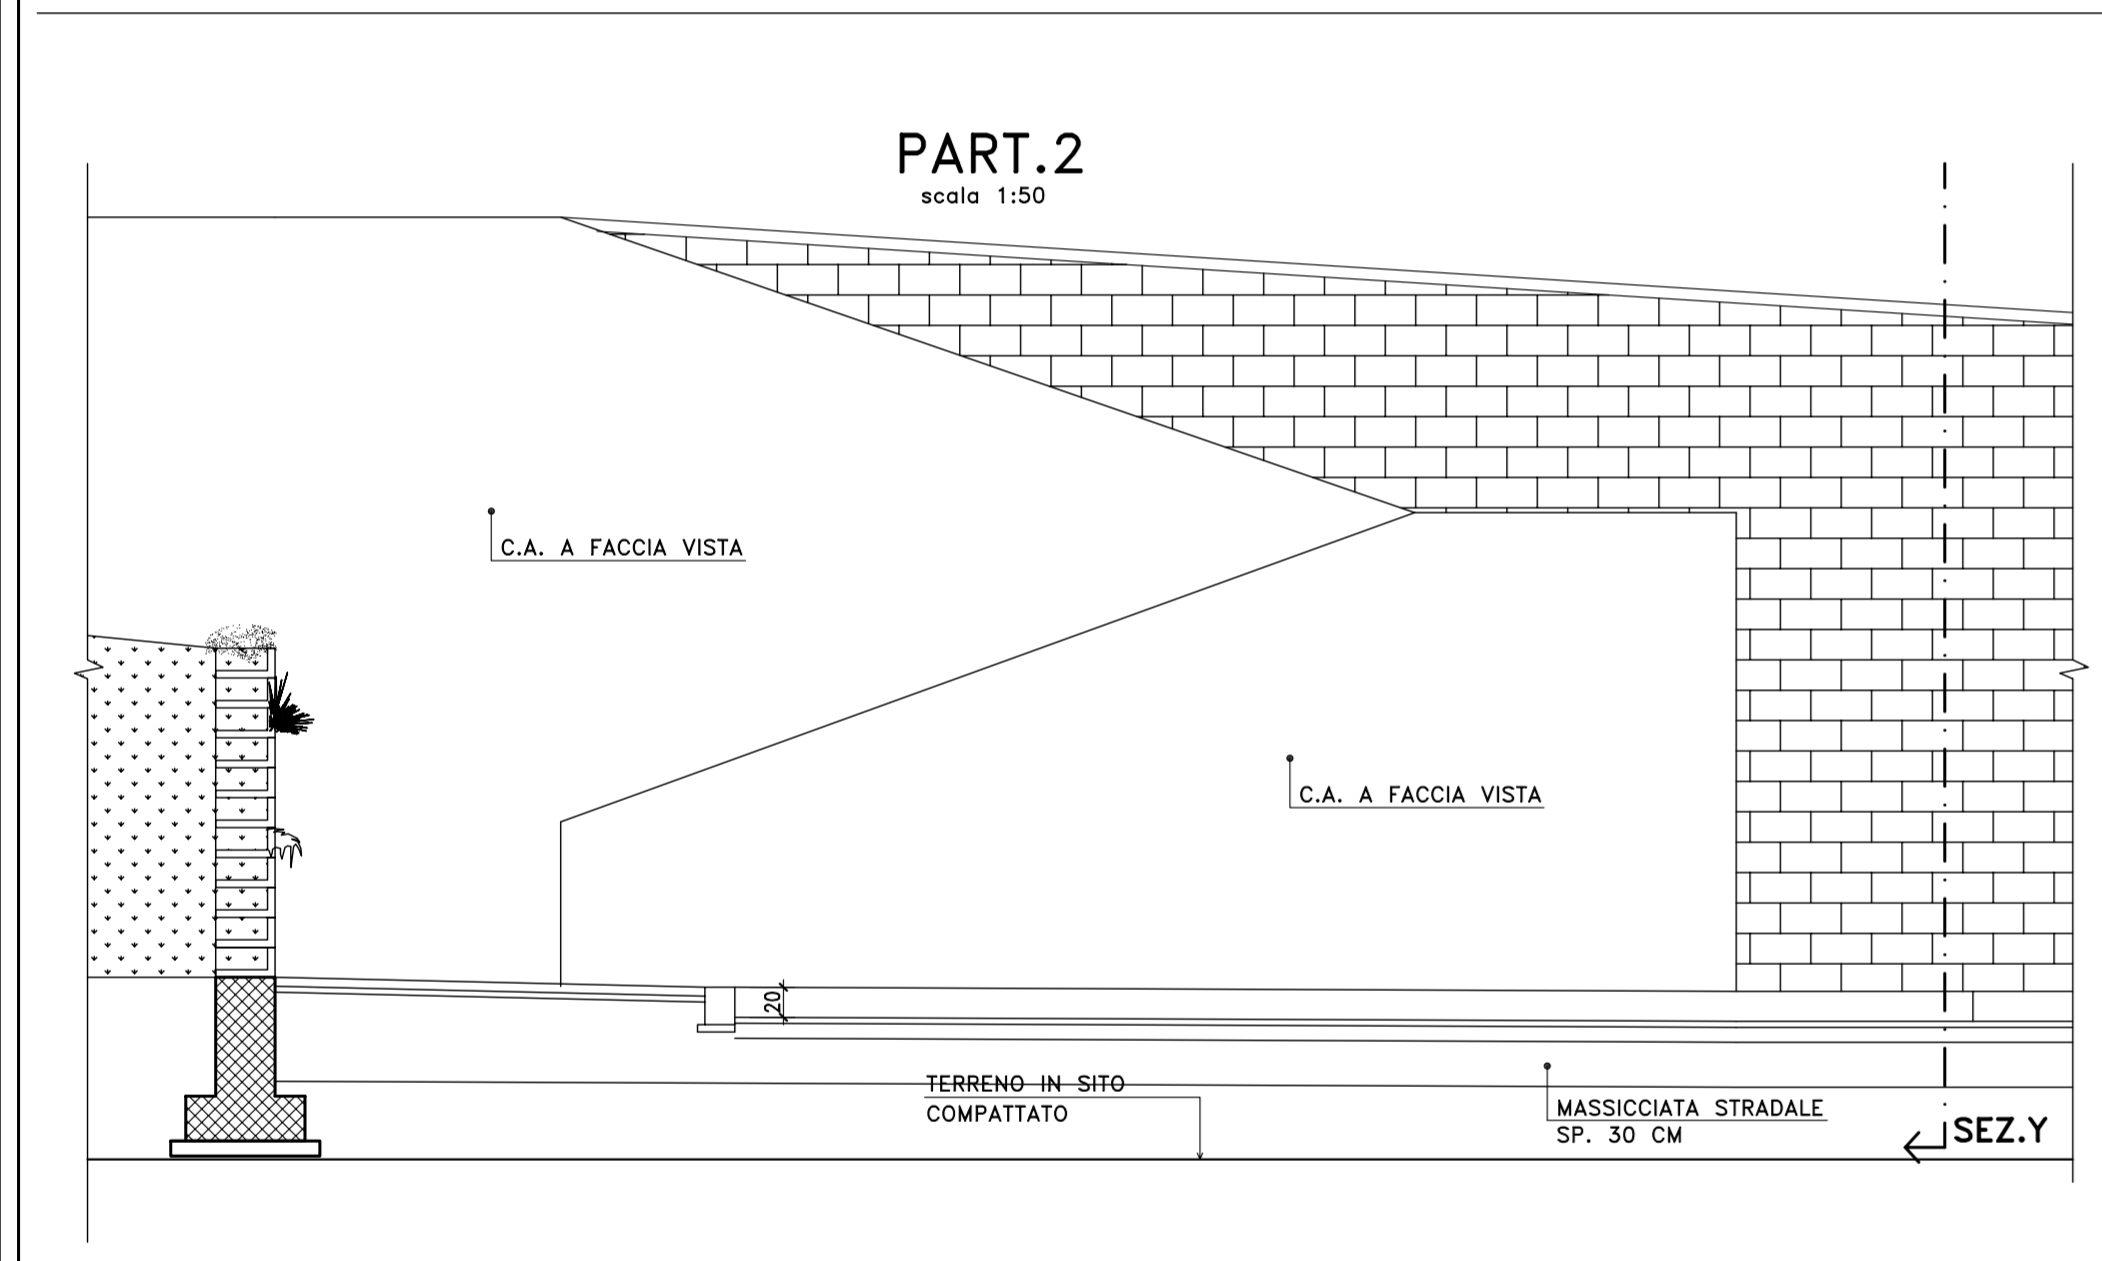 PART.2
scala 1:50
C.A. A FACCIA VISTA
C.A. A FACCIA VISTA
20
TERRENO IN SITO
COMPATTATO
MASSICCIATA STRADALE
SP. 30 CM
SEZ.Y